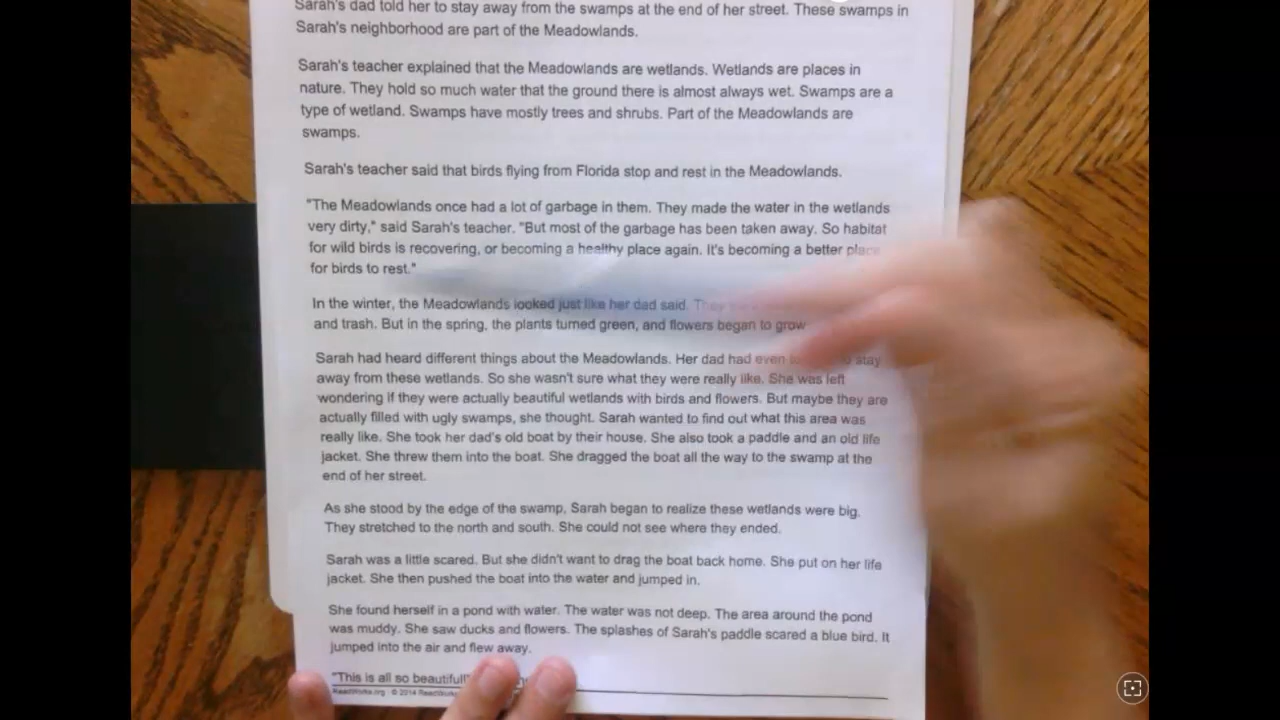 Sarah's dad told her to stay away from the swamps at the end of her street. These swamps in
Sarah's neighborhood are part of the Meadowlands.
Sarah's teacher explained that the Meadowlands are wetlands. Wetlands are places in
nature. They hold so much water that the ground there is almost always wet. Swamps are a
type of wetland. Swamps have mostly trees and shrubs. Part of the Meadowlands are
swamps.
Sarah's teacher said that birds flying from Florida stop and rest in the Meadowlands.
"The Meadowlands once had a lot of garbage in them. They made the water in the wetlands
very dirty," said Sarah's teacher. "But most of the garbage has been taken away. So habitat
for wild birds is recovering, or becoming a healthy place again. It's becoming a better place
for birds to rest."
In the winter, the Meadowlands looked just like her dad said. They
and trash. But in the spring, the plants turned green, and flowers began to grow
Sarah had heard different things about the Meadowlands. Her dad had even stay
away from these wetlands. So she wasn't sure what they were really like. She was left
wondering if they were actually beautiful wetlands with birds and flowers. But maybe they are
actually filled with ugly swamps, she thought. Sarah wanted to find out what this area was
really like. She took her dad's old boat by their house. She also took a paddle and an old life
jacket. She threw them into the boat. She dragged the boat all the way to the swamp at the
end of her street.
As she stood by the edge of the swamp, Sarah began to realize these wetlands were big.
They stretched to the north and south. She could not see where they ended.
Sarah was a little scared. But she didn't want to drag the boat back home. She put on her life
jacket. She then pushed the boat into the water and jumped in.
She found herself in a pond with water. The water was not deep. The area around the pond
was muddy. She saw ducks and flowers. The splashes of Sarah's paddle scared a blue bird. It
jumped into the air and flew away.
"This is all so beautiful!"
ReadWorks.org · © 2014 ReadWorks